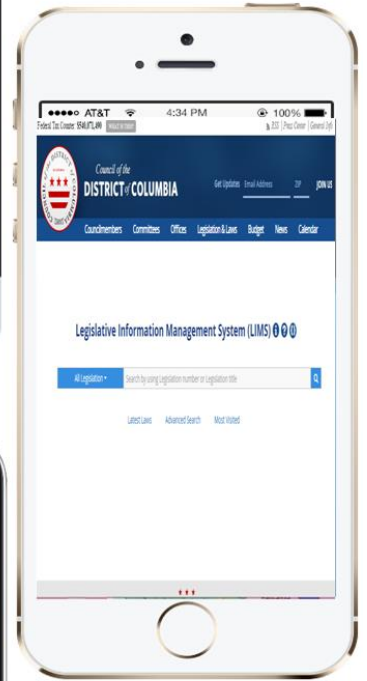 AT&T 4:34 PM 100%
Federal Tax Counter: RSS | Press Center | General Info
Council of the
DISTRICT of COLUMBIA
Get Updates Email Address ZIP JOIN US
Councilmembers Committees Offices Legislation & Laws Budget News Calendar
Legislative Information Management System (LIMS)
All Legislation Search by using Legislation number or Legislation title
Latest Laws Advanced Search Most Visited